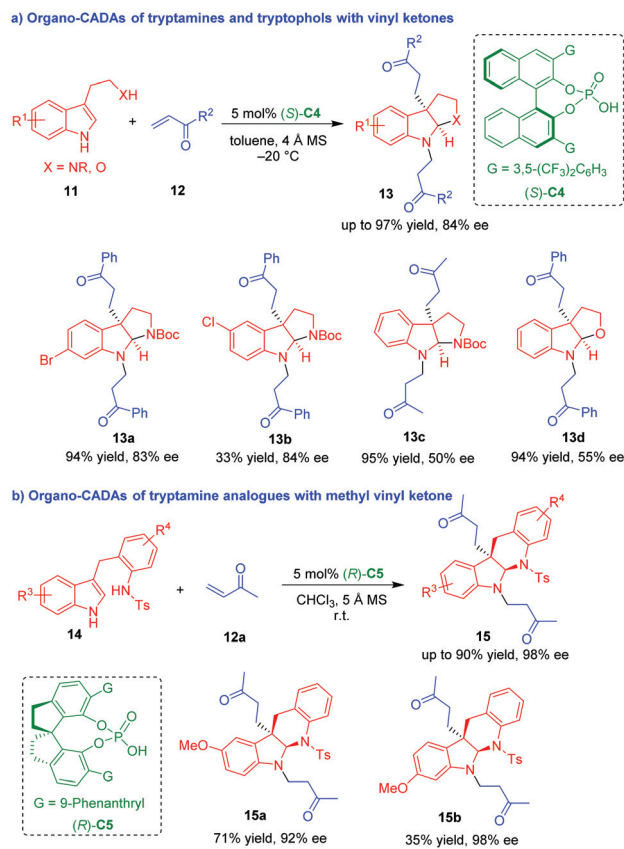 a) Organo-CADAs of tryptamines and tryptophols with vinyl ketones
R¹
XH
N
H
X = NR, O
11
+
O
R²
12
5 mol% (S)-C4
toluene, 4 Å MS
–20 °C
R²
O
R¹
X
N
H
O
R²
13
up to 97% yield, 84% ee
G
O
O
P
O
OH
G
G = 3,5-(CF₃)₂C₆H₃
(S)-C4
Ph
O
NBoc
Br
N
H
O
Ph
13a
94% yield, 83% ee
Ph
O
Cl
NBoc
N
H
O
Ph
13b
33% yield, 84% ee
O
NBoc
N
H
O
13c
95% yield, 50% ee
Ph
O
O
N
H
O
Ph
13d
94% yield, 55% ee
b) Organo-CADAs of tryptamine analogues with methyl vinyl ketone
R⁴
R³
HN
Ts
N
H
14
+
O
12a
5 mol% (R)-C5
CHCl₃, 5 Å MS
r.t.
R⁴
O
N
Ts
R³
N
H
O
15
up to 90% yield, 98% ee
G
O
O
P
O
OH
G
G = 9-Phenanthryl
(R)-C5
O
MeO
N
Ts
N
H
O
15a
71% yield, 92% ee
O
N
Ts
MeO
N
H
O
15b
35% yield, 98% ee